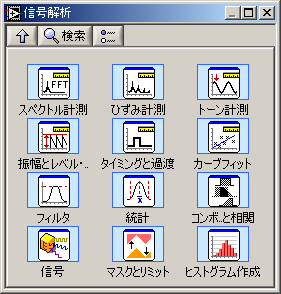 信号解析
検索
FFT
スペクトル計測 ひずみ計測 トーン計測
振幅とレベル・・ タイミングと過渡 カーブフィット
フィルタ 統計 コンボ..と相関
信号 マスクとリミット ヒストグラム作成